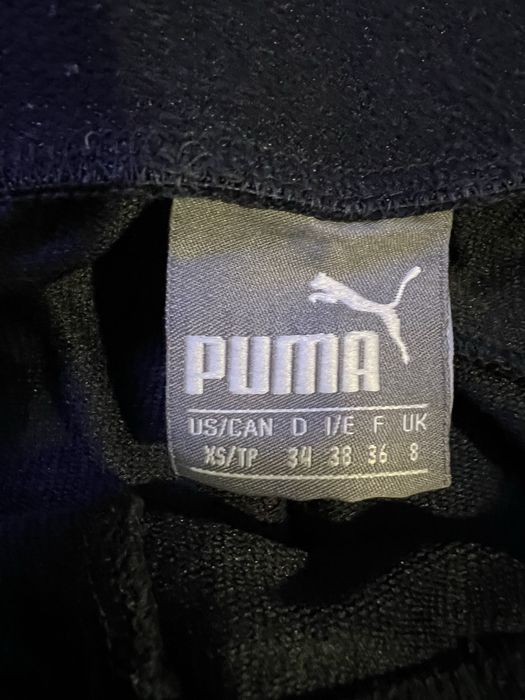 PUMA
US/CAN D I/E F UK
XS/TP 34 38 36 8